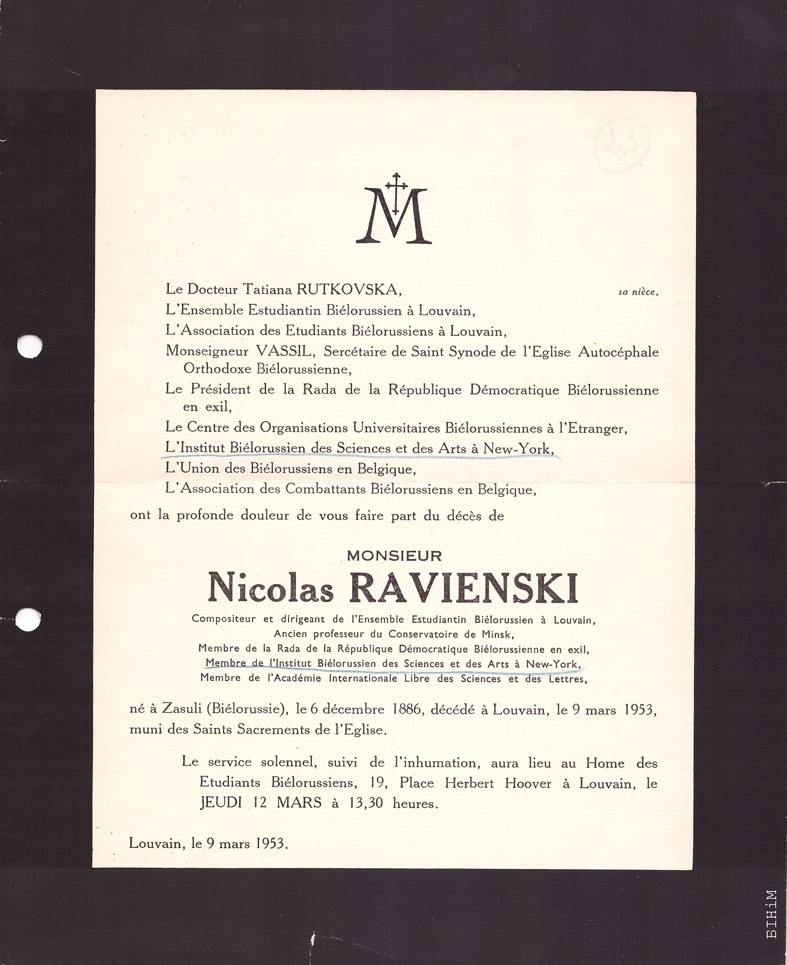 23
M
Le Docteur Tatiana RUTKOVSKA, sa nièce.
L'Ensemble Estudiantin Biélorussien à Louvain,
L'Association des Etudiants Biélorussiens à Louvain,
Monseigneur VASSIL, Sercétaire de Saint Synode de l'Eglise Autocéphale
Orthodoxe Biélorussienne,
Le Président de la Rada de la République Démocratique Biélorussienne
en exil,
Le Centre des Organisations Universitaires Biélorussiennes à l'Etranger,
L'Institut Biélorussien des Sciences et des Arts à New-York,
L'Union des Biélorussiens en Belgique,
L'Association des Combattants Biélorussiens en Belgique,
ont la profonde douleur de vous faire part du décès de
MONSIEUR
Nicolas RAVIENSKI
Compositeur et dirigeant de l'Ensemble Estudiantin Biélorussien à Louvain,
Ancien professeur du Conservatoire de Minsk,
Membre de la Rada de la République Démocratique Biélorussienne en exil,
Membre de l'Institut Biélorussien des Sciences et des Arts à New-York,
Membre de l'Académie Internationale Libre des Sciences et des Lettres,
né à Zasuli (Biélorussie), le 6 décembre 1886, décédé à Louvain, le 9 mars 1953,
muni des Saints Sacrements de l'Eglise.
Le service solennel, suivi de l'inhumation, aura lieu au Home des
Etudiants Biélorussiens, 19, Place Herbert Hoover à Louvain, le
JEUDI 12 MARS à 13,30 heures.
Louvain, le 9 mars 1953.
БІНіМ